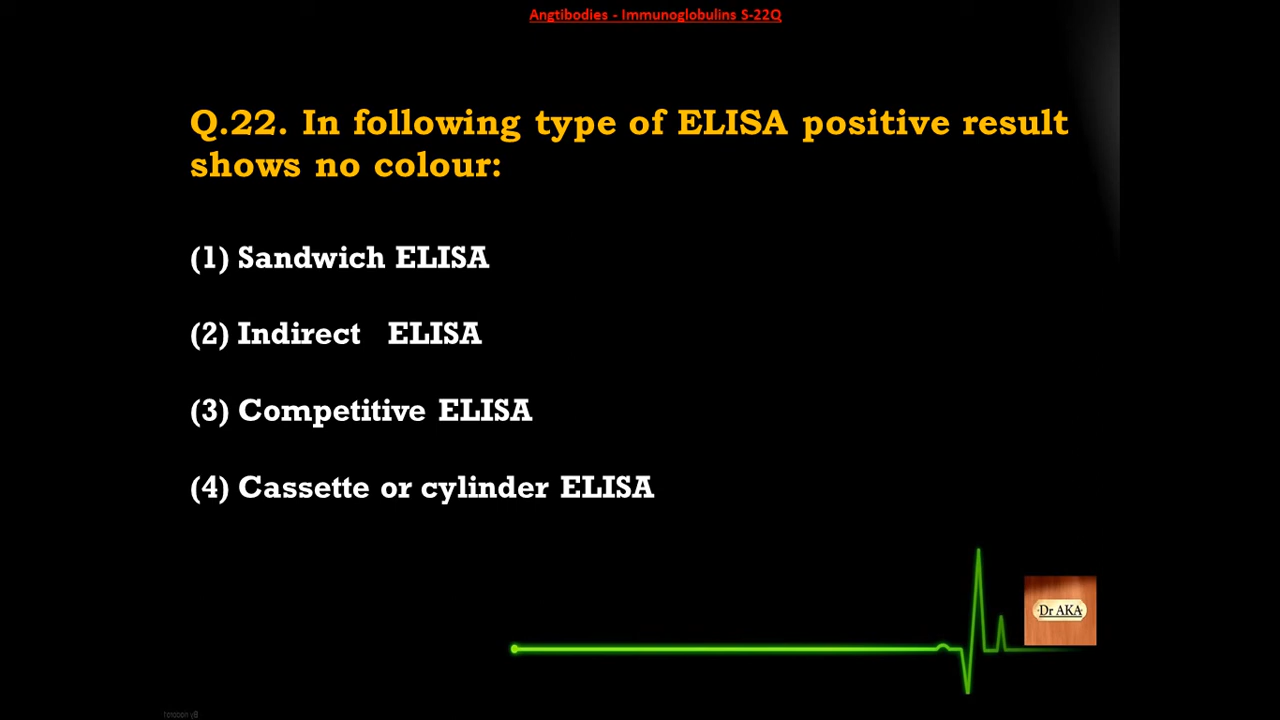 Angtibodies - Immunoglobulins S-22Q
Q.22. In following type of ELISA positive result
shows no colour:
(1) Sandwich ELISA
(2) Indirect ELISA
(3) Competitive ELISA
(4) Cassette or cylinder ELISA
Dr AKA